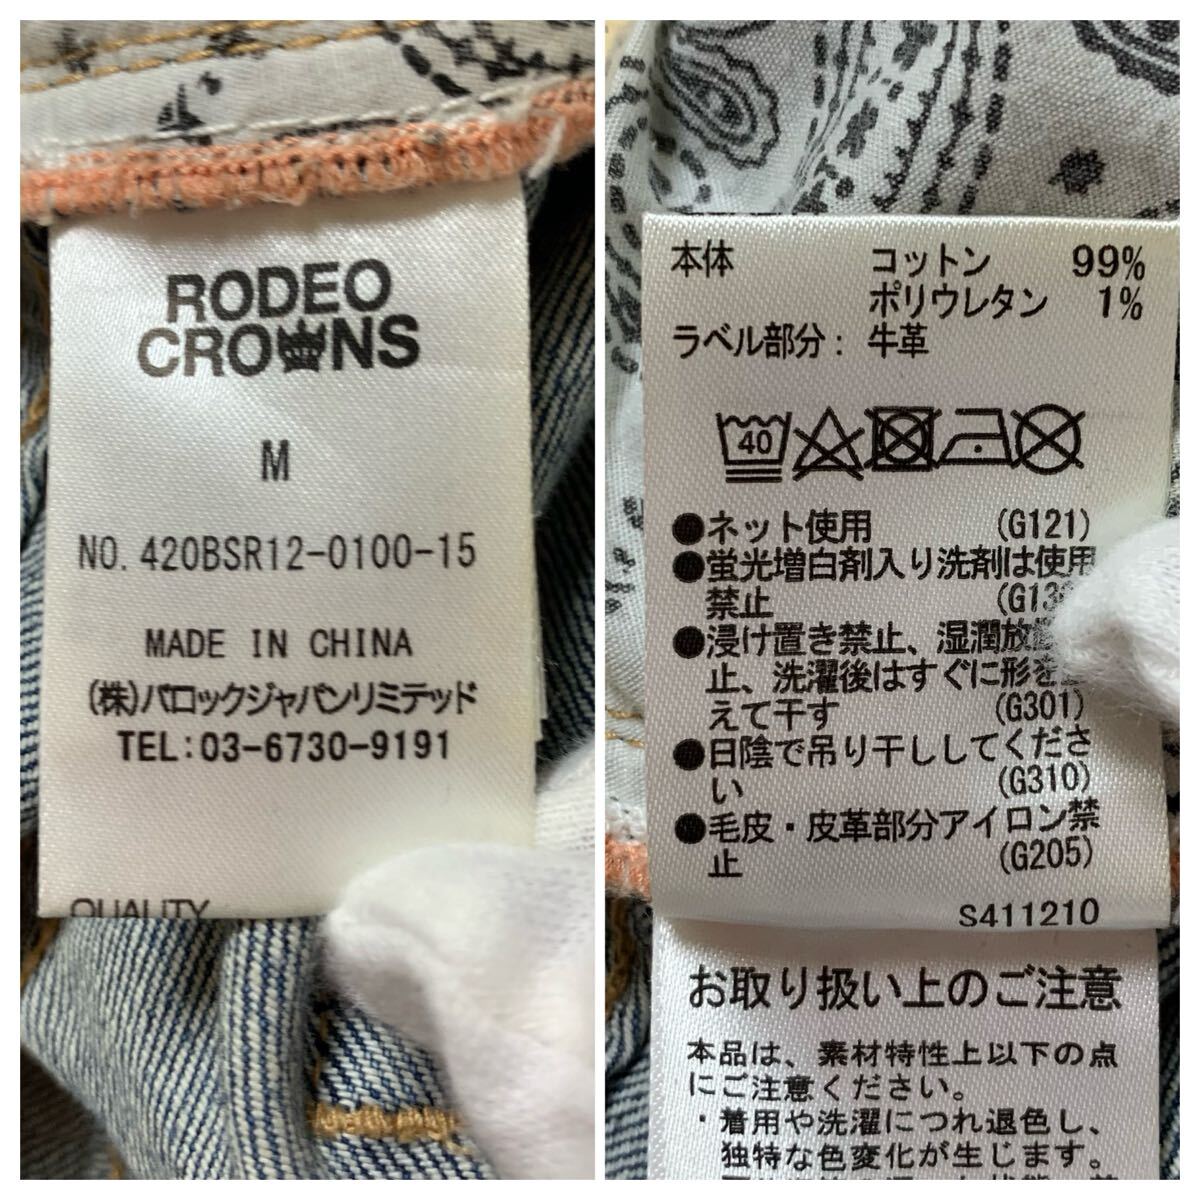 RODEO
CROWNS
M
NO. 420BSR12-0100-15
MADE IN CHINA
(株)バロックジャパンリミテッド
TEL:03-6730-9191
QUALITY
本体 コットン 99%
ポリウレタン 1%
ラベル部分: 牛革
40
●ネット使用 (G121)
●蛍光増白剤入り洗剤は使用
禁止
●浸け置き禁止、湿潤放
止、洗濯後はすぐに形を
えて干す (G301)
●日陰で吊り干ししてくださ
い (G310)
●毛皮・皮革部分アイロン禁
止 (G205)
S411210
お取り扱い上のご注意
本品は、素材特性上以下の点
にご注意ください。
・着用や洗濯につれ退色し、
独特な色変化が生じます。